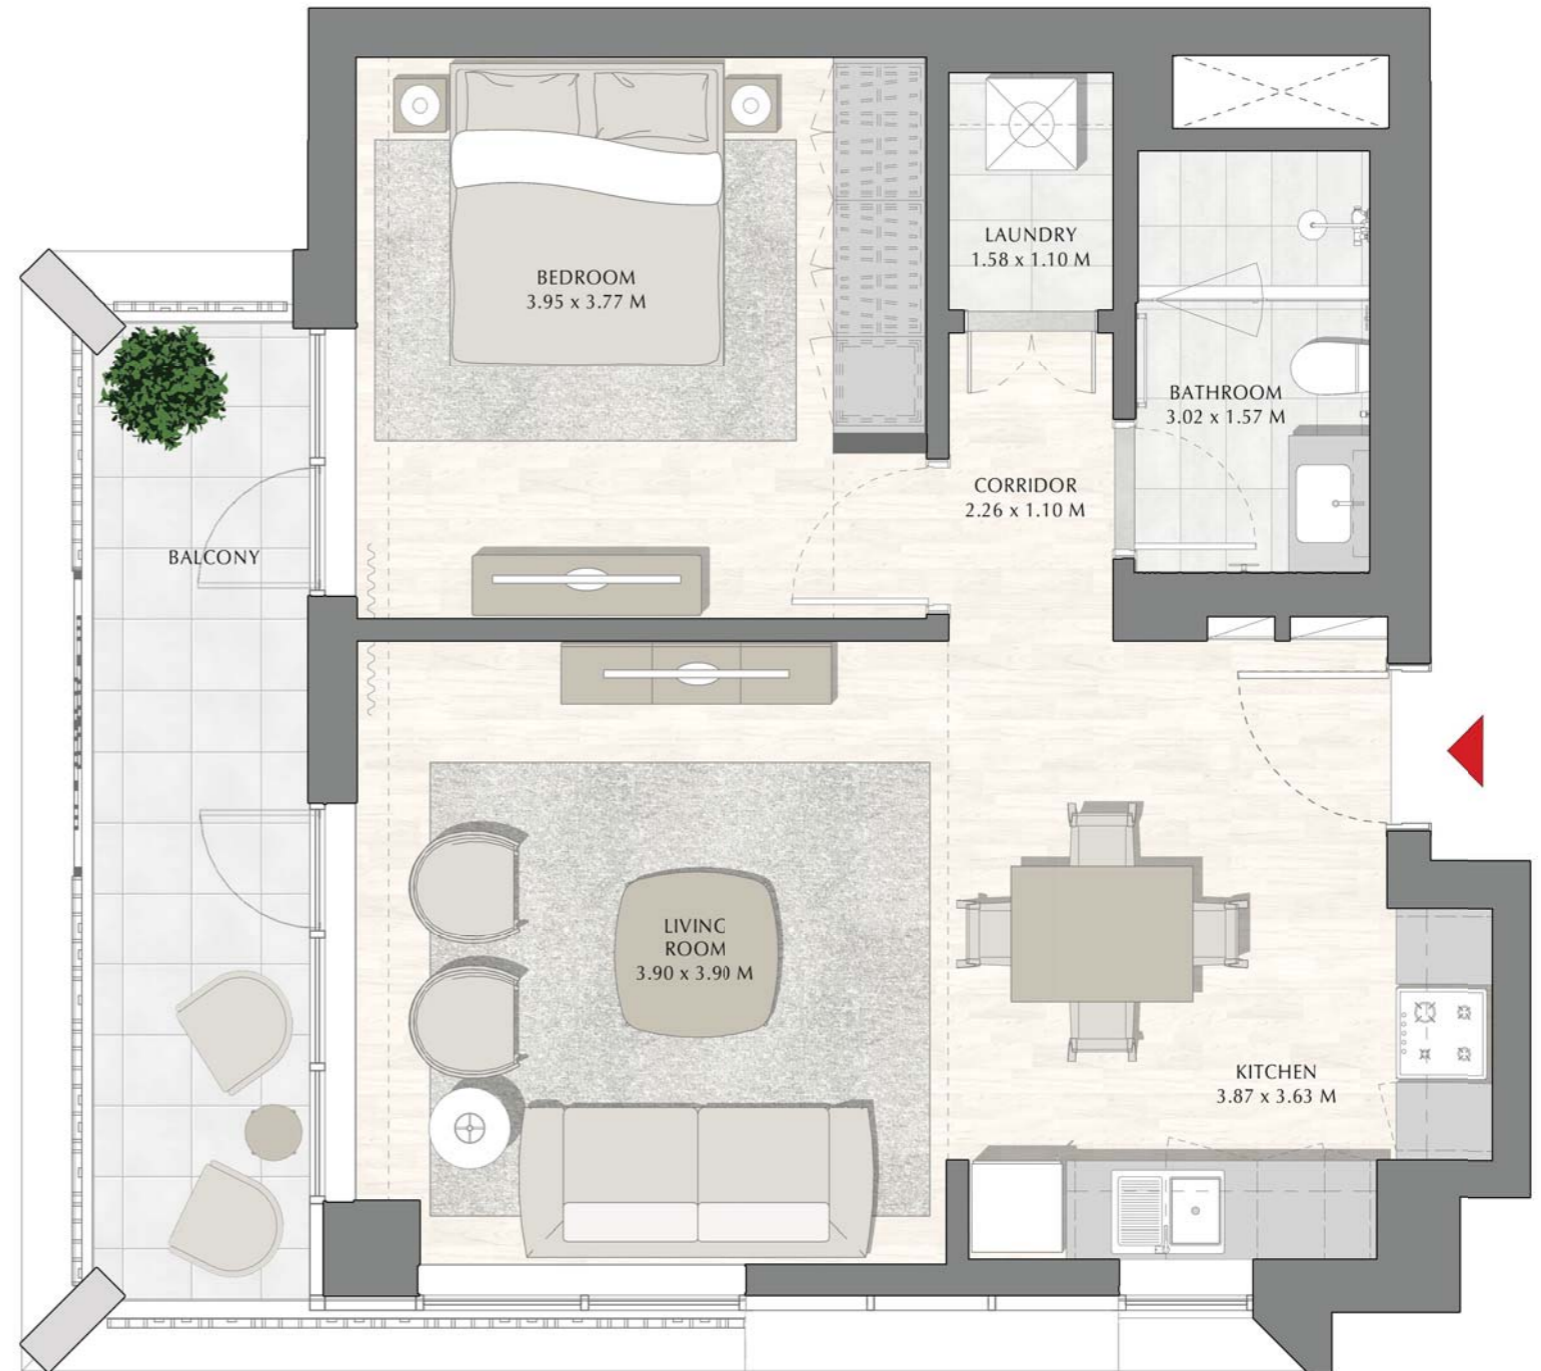 LAUNDRY
1.58 x 1.10 M
BEDROOM
3.95 x 3.77 M
BATHROOM
3.02 x 1.57 M
CORRIDOR
2.26 x 1.10 M
BALCONY
LIVING
ROOM
3.90 x 3.90 M
KITCHEN
3.87 x 3.63 M